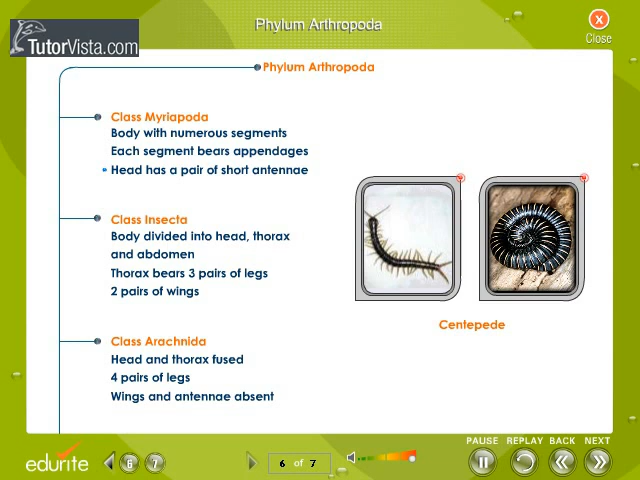 Phylum Arthropoda
X
Close
TutorVista.com
Phylum Arthropoda
Class Myriapoda
Body with numerous segments
Each segment bears appendages
Head has a pair of short antennae
Class Insecta
Body divided into head, thorax
and abdomen
Thorax bears 3 pairs of legs
2 pairs of wings
Class Arachnida
Head and thorax fused
4 pairs of legs
Wings and antennae absent
Centepede
edurite
6
7
6 of 7
PAUSE REPLAY BACK NEXT